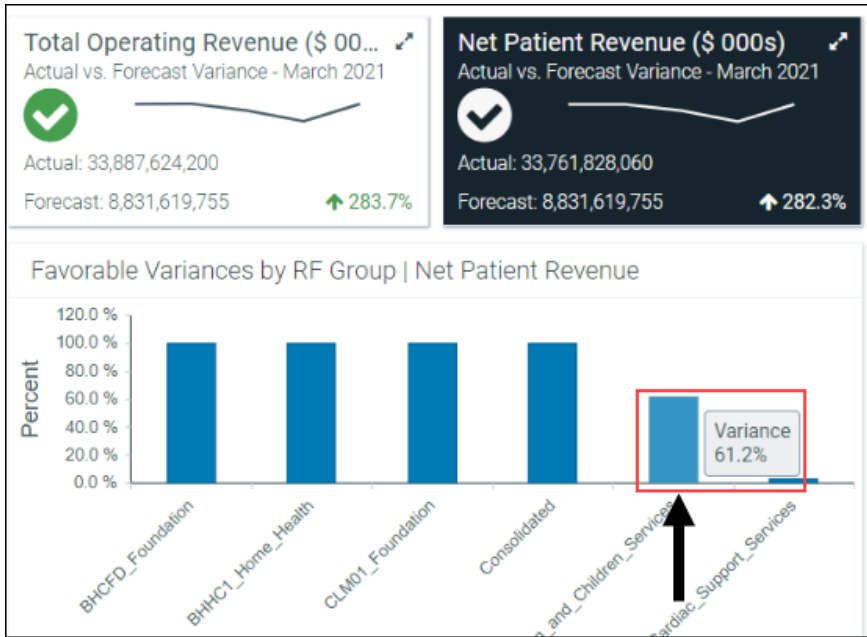 Total Operating Revenue ($ 00...
Actual vs. Forecast Variance - March 2021
Actual: 33,887,624,200
Forecast: 8,831,619,755
283.7%
Net Patient Revenue ($ 000s)
Actual vs. Forecast Variance - March 2021
Actual: 33,761,828,060
Forecast: 8,831,619,755
282.3%
Favorable Variances by RF Group | Net Patient Revenue
Percent
120.0 %
100.0 %
80.0 %
60.0 %
40.0 %
20.0 %
0.0 %
Variance
61.2%
BHCFD_Foundation
BHHC1_Home_Health
CLM01_Foundation
Consolidated
_and_Children_Services
Cardiac_Support_Services